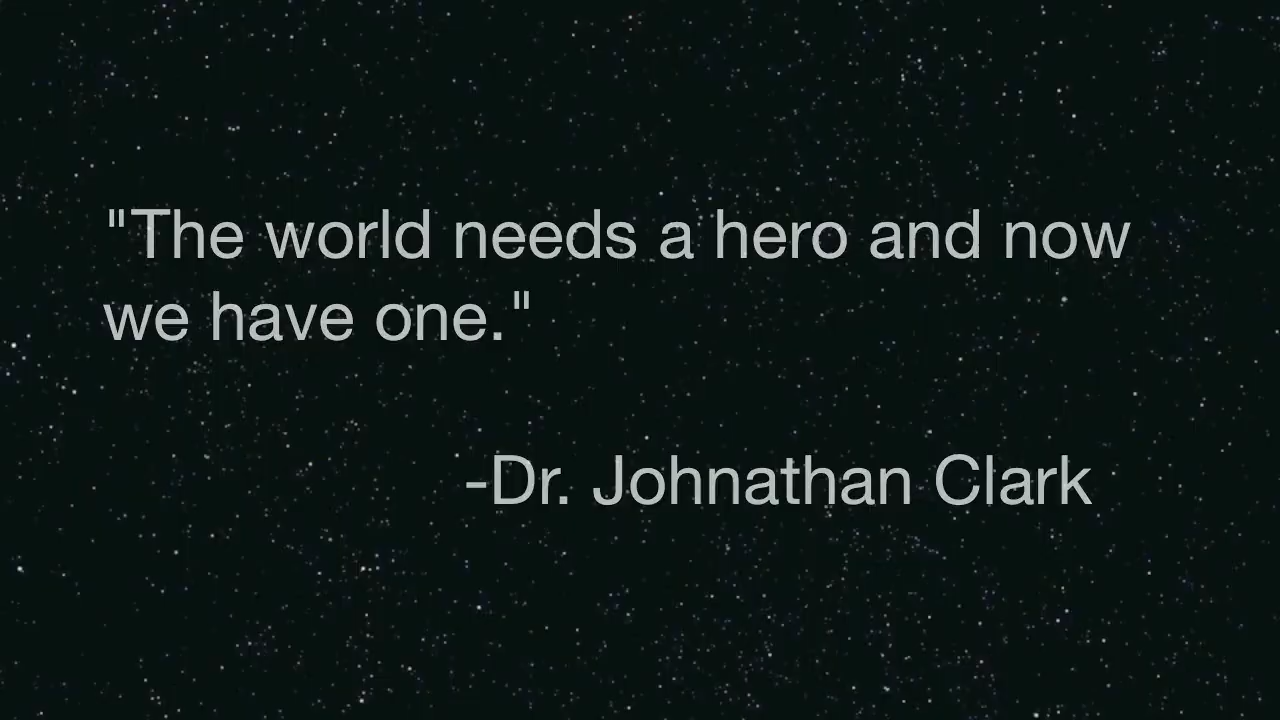 "The world needs a hero and now
we have one."
-Dr. Johnathan Clark